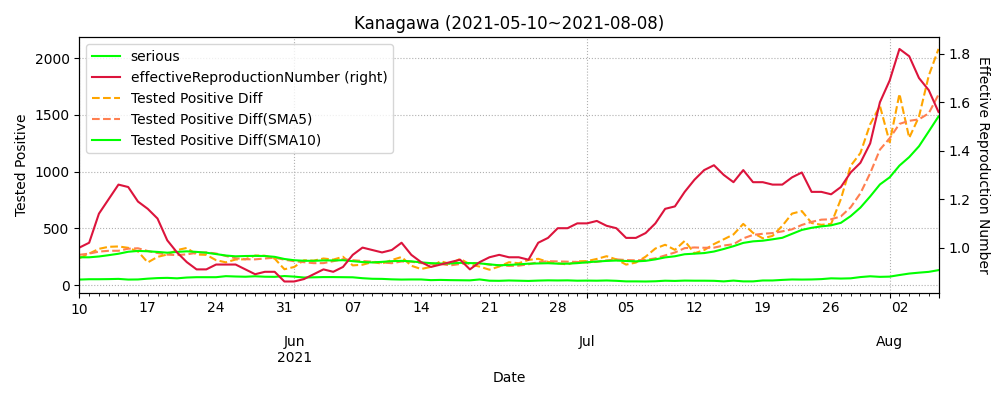 Kanagawa (2021-05-10~2021-08-08)
serious
effectiveReproductionNumber (right)
Tested Positive Diff
Tested Positive Diff(SMA5)
Tested Positive Diff(SMA10)
Tested Positive
2000
1500
1000
500
0
1.8
1.6
1.4
1.2
1.0
Effective Reproduction Number
10 17 24 31 07 14 21 28 05 12 19 26 02
Jun Jul Aug
2021
Date